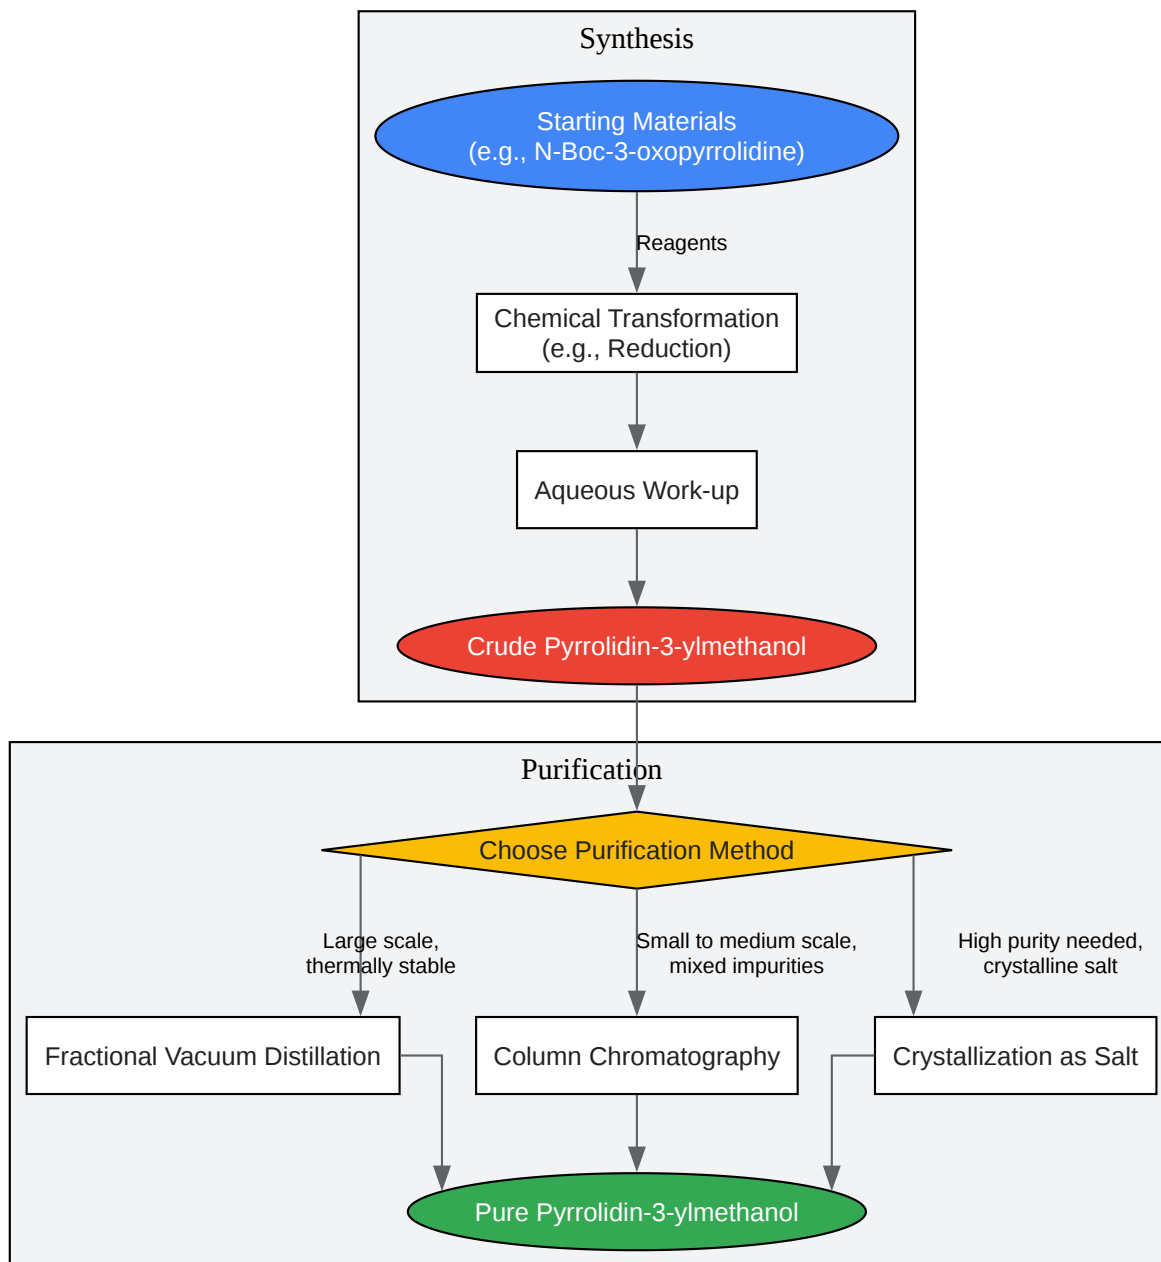 Synthesis
Starting Materials
(e.g., N-Boc-3-oxopyrrolidine)
Reagents
Chemical Transformation
(e.g., Reduction)
Aqueous Work-up
Crude Pyrrolidin-3-ylmethanol
Purification
Choose Purification Method
Large scale,
thermally stable
Small to medium scale,
mixed impurities
High purity needed,
crystalline salt
Fractional Vacuum Distillation
Column Chromatography
Crystallization as Salt
Pure Pyrrolidin-3-ylmethanol